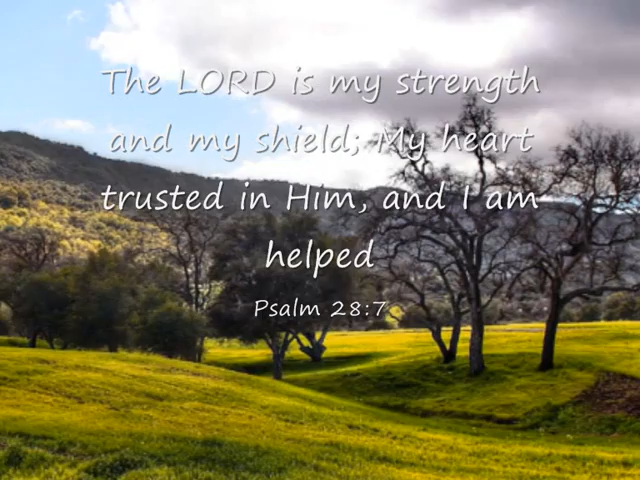 The LORD is my strength
and my shield; My heart
trusted in Him, and I am
helped
Psalm 28:7